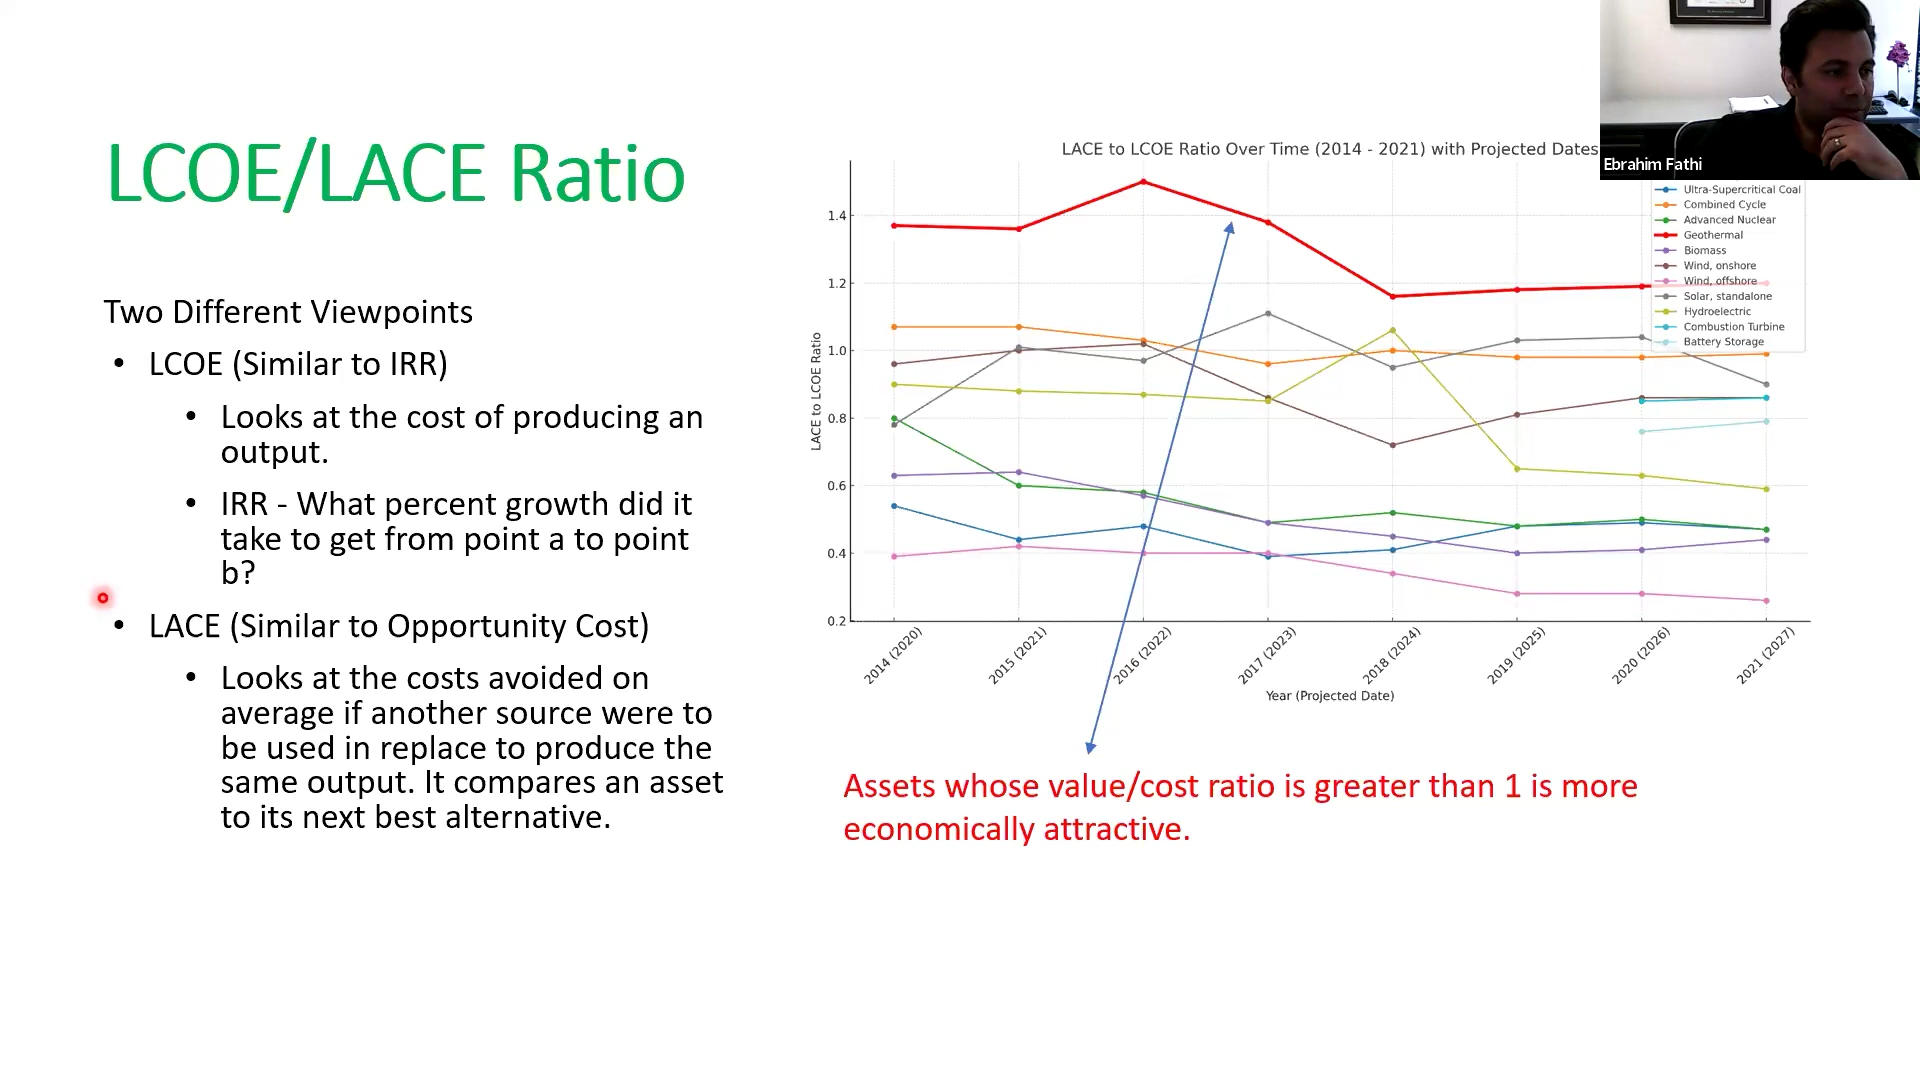 LCOE/LACE Ratio
Two Different Viewpoints
• LCOE (Similar to IRR)
• Looks at the cost of producing an
output.
• IRR - What percent growth did it
take to get from point a to point
b?
• LACE (Similar to Opportunity Cost)
• Looks at the costs avoided on
average if another source were to
be used in replace to produce the
same output. It compares an asset
to its next best alternative.
LACE to LCOE Ratio Over Time (2014 - 2021) with Projected Dates
Ebrahim Fathi
Ultra-Supercritical Coal
Combined Cycle
Advanced Nuclear
Geothermal
Biomass
Wind, onshore
Wind, offshore
Solar, standalone
Hydroelectric
Combustion Turbine
Battery Storage
LACE to LCOE Ratio
1.4
1.2
1.0
0.8
0.6
0.4
0.2
2014 (2020)
2015 (2021)
2016 (2022)
2017 (2023)
2018 (2024)
2019 (2025)
2020 (2026)
2021 (2027)
Year (Projected Date)
Assets whose value/cost ratio is greater than 1 is more
economically attractive.